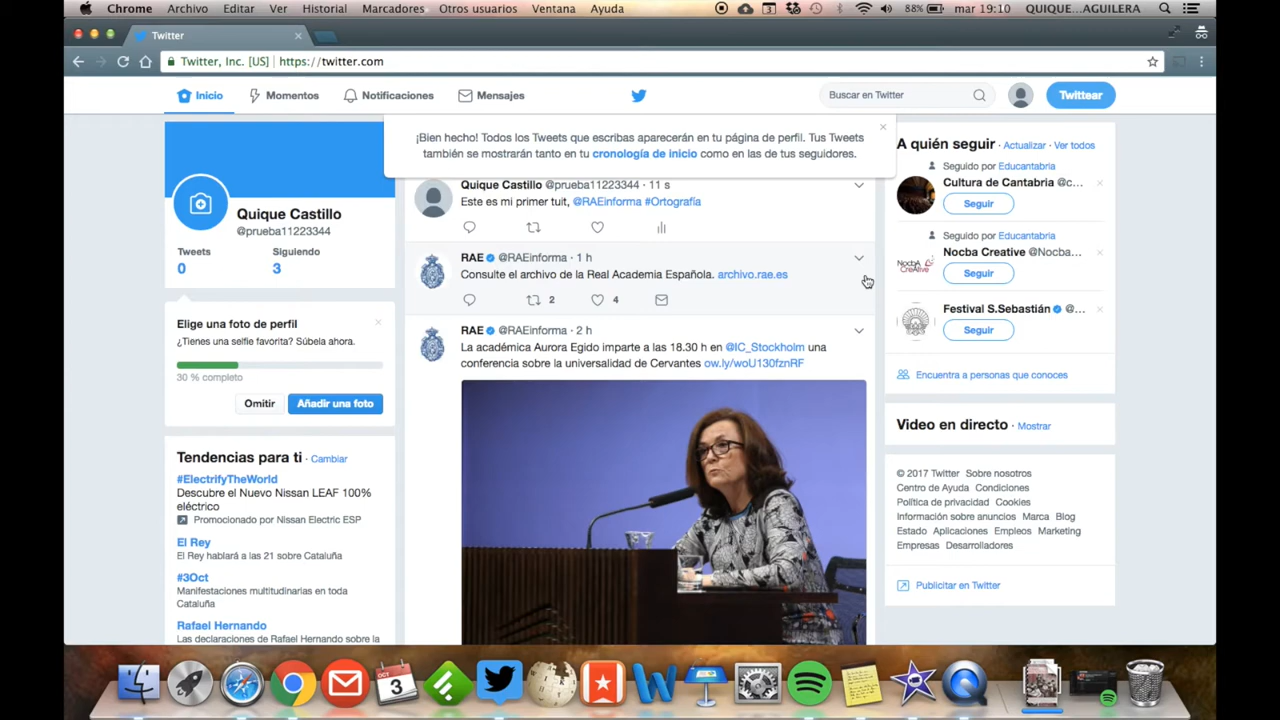 Chrome Archivo Editar Ver Historial Marcadores Otros usuarios Ventana Ayuda 3 88% mar 19:10 QUIQUE...AGUILERA
Twitter
Twitter, Inc. [US] | https://twitter.com
Inicio Momentos Notificaciones Mensajes Buscar en Twitter Twittear
¡Bien hecho! Todos los Tweets que escribas aparecerán en tu página de perfil. Tus Tweets
también se mostrarán tanto en tu cronología de inicio como en las de tus seguidores.
Quique Castillo
@prueba11223344
Tweets Siguiendo
0 3
Elige una foto de perfil
¿Tienes una selfie favorita? Súbela ahora.
30 % completo
Omitir Añadir una foto
Tendencias para ti · Cambiar
#ElectrifyTheWorld
Descubre el Nuevo Nissan LEAF 100%
eléctrico
Promocionado por Nissan Electric ESP
El Rey
El Rey hablará a las 21 sobre Cataluña
#3Oct
Manifestaciones multitudinarias en toda
Cataluña
Rafael Hernando
Las declaraciones de Rafael Hernando sobre la
Quique Castillo @prueba11223344 · 11 s
Este es mi primer tuit, @RAEinforma #Ortografía
RAE @RAEinforma · 1 h
Consulte el archivo de la Real Academia Española. archivo.rae.es
2 4
RAE @RAEinforma · 2 h
La académica Aurora Egido imparte a las 18.30 h en @IC_Stockholm una
conferencia sobre la universalidad de Cervantes ow.ly/woU130fznRF
A quién seguir · Actualizar · Ver todos
Seguido por Educantabria
Cultura de Cantabria @c...
Seguir
Seguido por Educantabria
Nocba Creative @Nocba...
NOCBA CREATIVE
Seguir
Festival S.Sebastián @...
Seguir
Encuentra a personas que conoces
Video en directo · Mostrar
© 2017 Twitter Sobre nosotros
Centro de Ayuda Condiciones
Política de privacidad Cookies
Información sobre anuncios Marca Blog
Estado Aplicaciones Empleos Marketing
Empresas Desarrolladores
Publicitar en Twitter
OCT
3
W